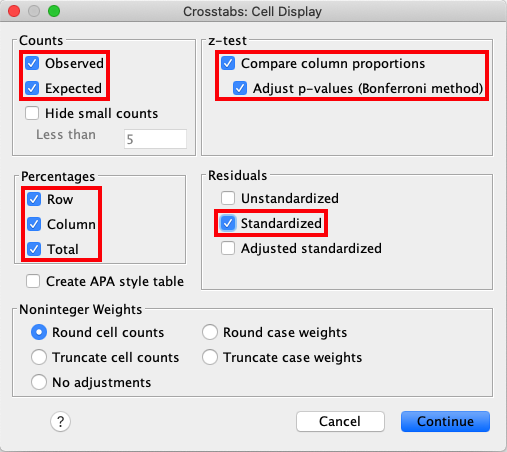 Crosstabs: Cell Display
Counts
Observed
Expected
Hide small counts
Less than 5
z-test
Compare column proportions
Adjust p-values (Bonferroni method)
Percentages
Row
Column
Total
Residuals
Unstandardized
Standardized
Adjusted standardized
Create APA style table
Noninteger Weights
Round cell counts Round case weights
Truncate cell counts Truncate case weights
No adjustments
? Cancel Continue